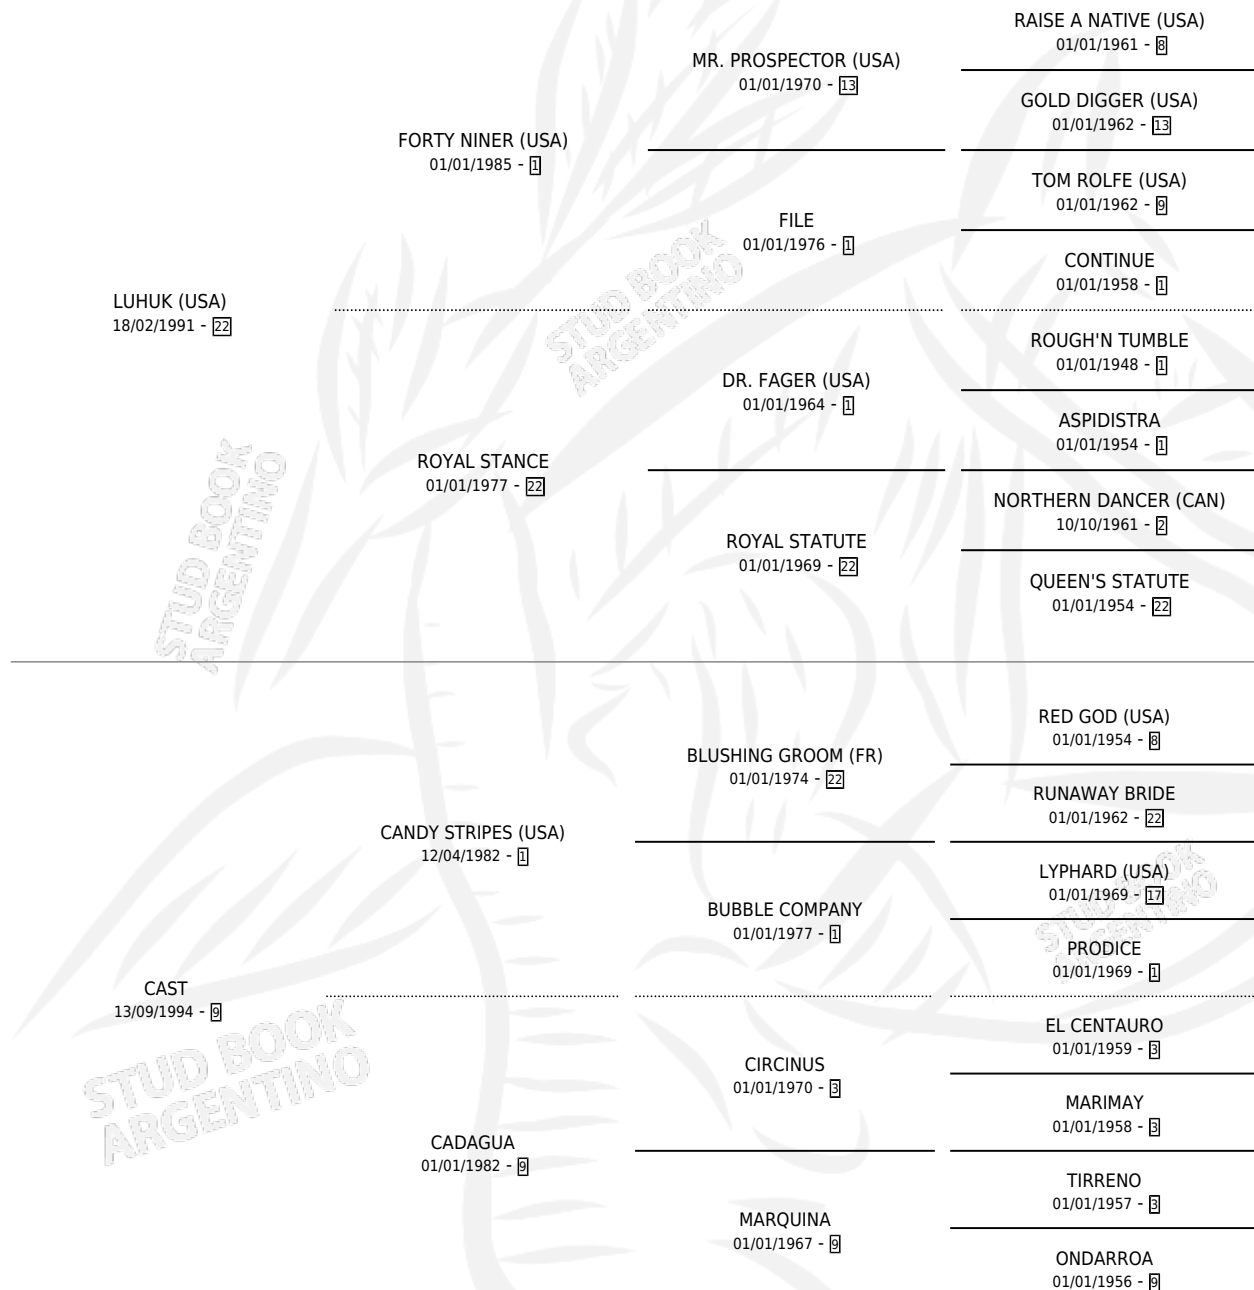 RAISE A NATIVE (USA)
01/01/1961 - 8
MR. PROSPECTOR (USA)
01/01/1970 - 13
GOLD DIGGER (USA)
01/01/1962 - 13
FORTY NINER (USA)
01/01/1985 - 1
TOM ROLFE (USA)
01/01/1962 - 9
FILE
01/01/1976 - 1
CONTINUE
01/01/1958 - 1
LUHUK (USA)
18/02/1991 - 22
ROUGH'N TUMBLE
01/01/1948 - 1
DR. FAGER (USA)
01/01/1964 - 1
ASPIDISTRA
01/01/1954 - 1
ROYAL STANCE
01/01/1977 - 22
NORTHERN DANCER (CAN)
10/10/1961 - 2
ROYAL STATUTE
01/01/1969 - 22
QUEEN'S STATUTE
01/01/1954 - 22
RED GOD (USA)
01/01/1954 - 8
BLUSHING GROOM (FR)
01/01/1974 - 22
RUNAWAY BRIDE
01/01/1962 - 22
CANDY STRIPES (USA)
12/04/1982 - 1
LYPHARD (USA)
01/01/1969 - 17
BUBBLE COMPANY
01/01/1977 - 1
PRODICE
01/01/1969 - 1
CAST
13/09/1994 - 9
EL CENTAURO
01/01/1959 - 3
CIRCINUS
01/01/1970 - 3
MARIMAY
01/01/1958 - 3
CADAGUA
01/01/1982 - 9
TIRRENO
01/01/1957 - 3
MARQUINA
01/01/1967 - 9
ONDARROA
01/01/1956 - 9
STUD BOOK
ARGENTINO
STUD BOOK
ARGENTINO
STUD BOOK
ARGENTINO
STUD BOOK
ARGENTINO